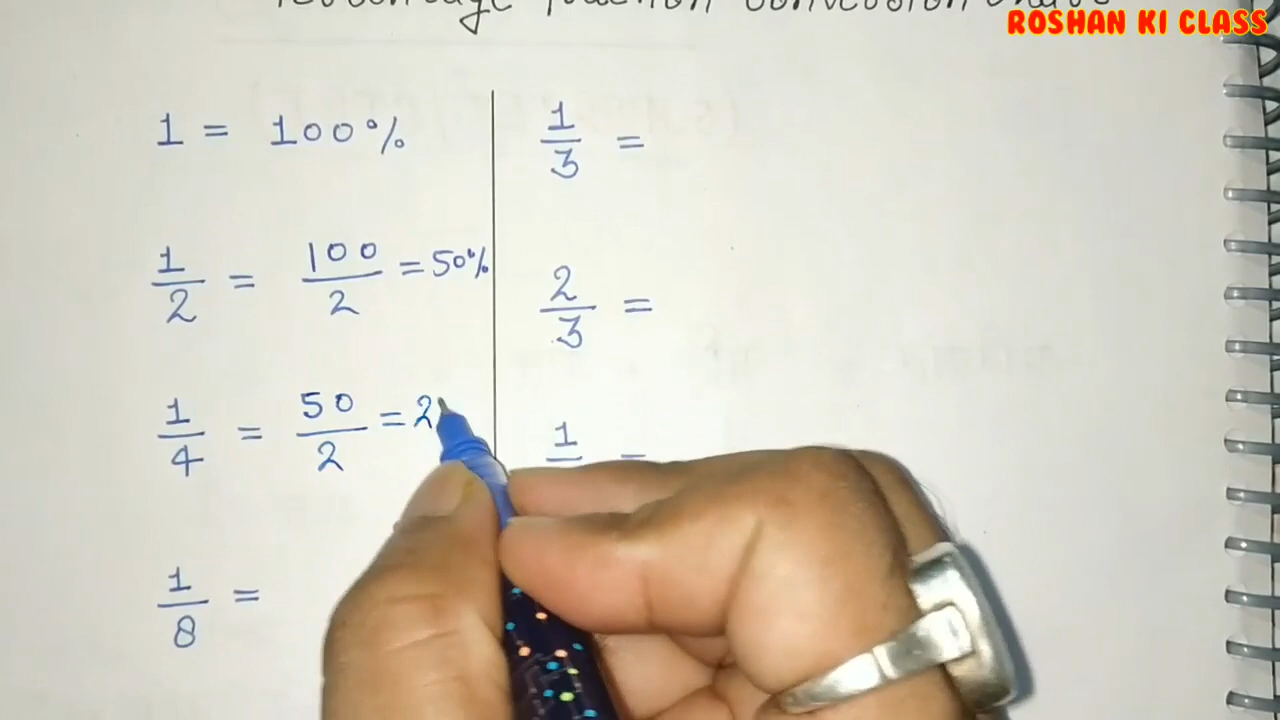 ROSHAN KI CLASS
1 = 100%
1/2 = 100/2 = 50%
1/4 = 50/2 = 2
1/8 =
1/3 =
2/3 =
1